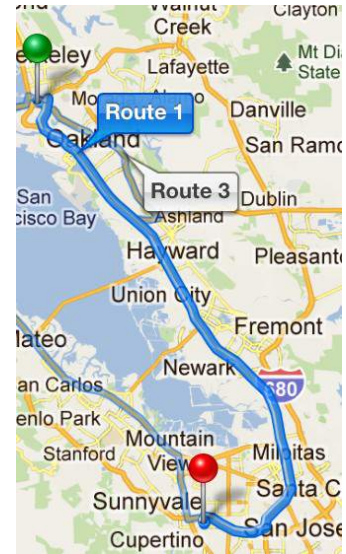 Walnut
Creek
Clayton
Lafayette
Mt Di
State
Route 1
Danville
Oakland
San Ramo
Route 3
Dublin
San
cisco Bay
Ashland
Hayward
Pleasant
Union City
Fremont
Mateo
Newark
an Carlos
680
enlo Park
Mountain
View
Milpitas
Stanford
Santa C
Sunnyvale
San Jose
Cupertino